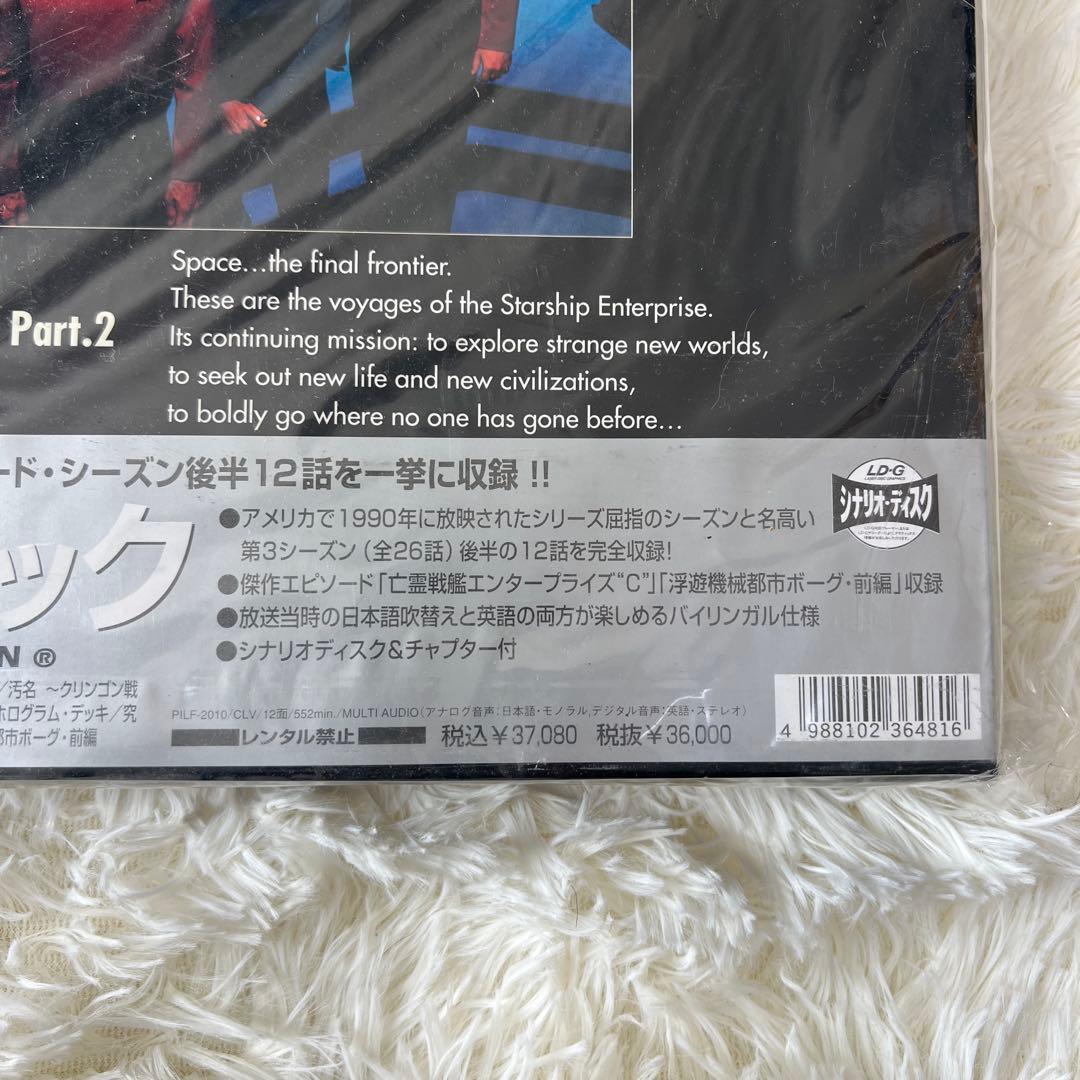 Space...the final frontier.
These are the voyages of the Starship Enterprise.
Part.2
Its continuing mission: to explore strange new worlds,
to seek out new life and new civilizations,
to boldly go where no one has gone before...
ード・シーズン後半12話を一挙に収録!!
LD・G
LASER DISC GRAPHICS
シナリオ・ディスク
ック
●アメリカで1990年に放映されたシリーズ屈指のシーズンと名高い
第3シーズン(全26話)後半の12話を完全収録!
●傑作エピソード「亡霊戦艦エンタープライズ“C”」「浮遊機械都市ボーグ・前編」収録
●放送当時の日本語吹替えと英語の両方が楽しめるバイリンガル仕様
●シナリオディスク&チャプター付
N ®
/汚名 ~クリンゴン戦
ホログラム・デッキ/究
都市ボーグ・前編
PILF-2010/CLV/12面/552min./MULTI AUDIO(アナログ音声:日本語・モノラル,デジタル音声:英語・ステレオ)
レンタル禁止 税込¥37,080 税抜¥36,000
4 988102 364816